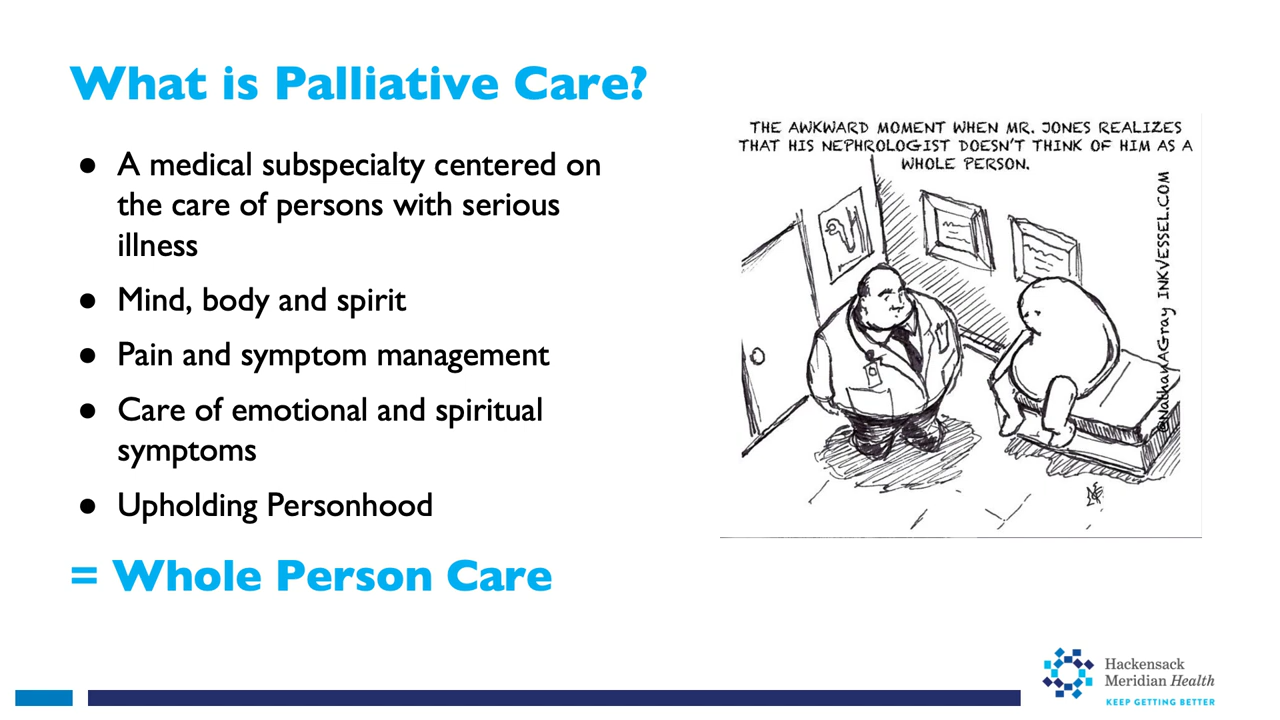 What is Palliative Care?
● A medical subspecialty centered on
the care of persons with serious
illness
● Mind, body and spirit
● Pain and symptom management
● Care of emotional and spiritual
symptoms
● Upholding Personhood
= Whole Person Care
THE AWKWARD MOMENT WHEN MR. JONES REALIZES
THAT HIS NEPHROLOGIST DOESN'T THINK OF HIM AS A
WHOLE PERSON.
@NathanAGray INKVESSEL.COM
Hackensack
Meridian Health
KEEP GETTING BETTER